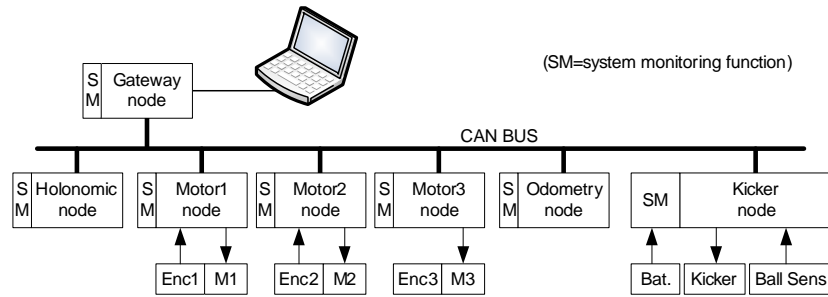 (SM=system monitoring function)
S M Gateway node
CAN BUS
S M Holonomic node
S M Motor1 node
S M Motor2 node
S M Motor3 node
S M Odometry node
SM Kicker node
Enc1 M1
Enc2 M2
Enc3 M3
Bat. Kicker Ball Sens